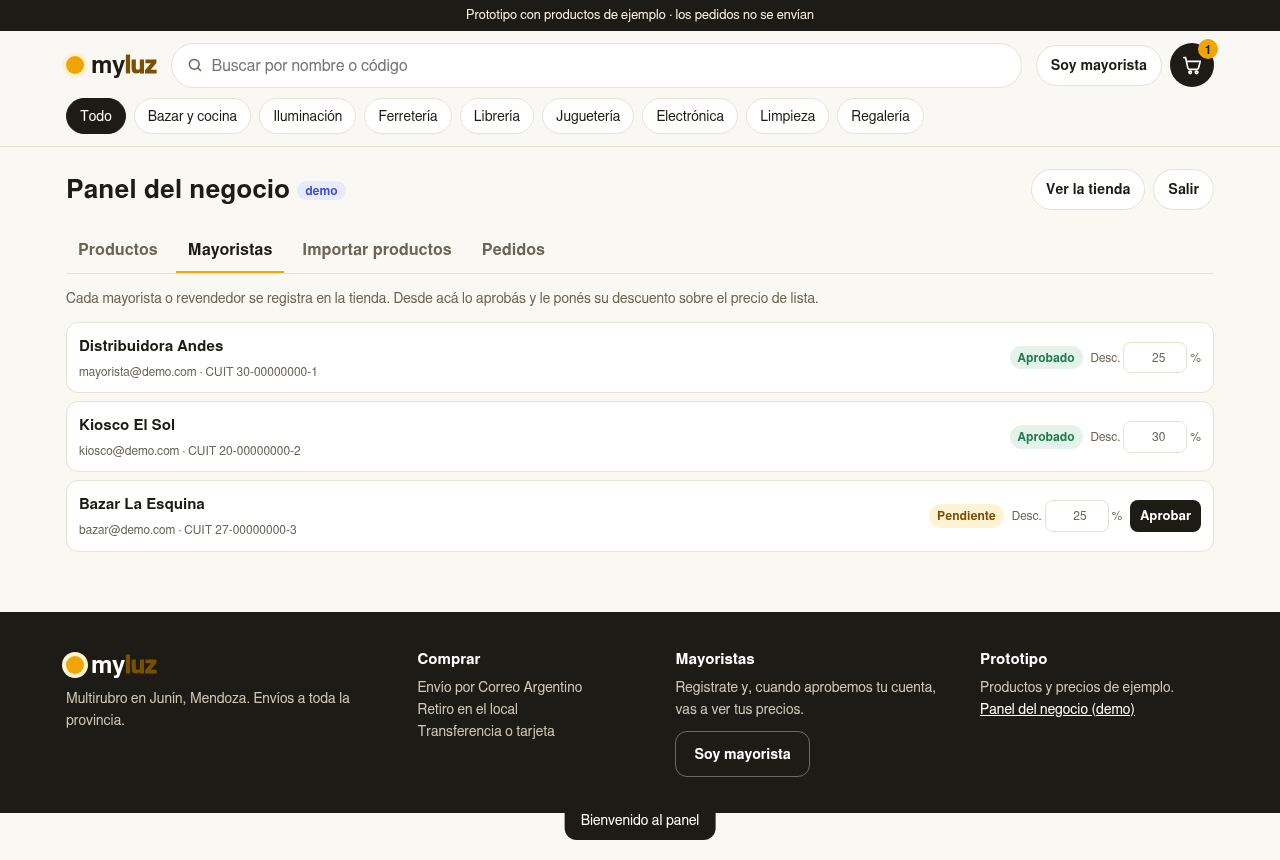 Prototipo con productos de ejemplo · los pedidos no se envían
myluz
Buscar por nombre o código
Soy mayorista
1
Todo
Bazar y cocina
Iluminación
Ferretería
Librería
Juguetería
Electrónica
Limpieza
Regalería
Panel del negocio
demo
Ver la tienda
Salir
Productos
Mayoristas
Importar productos
Pedidos
Cada mayorista o revendedor se registra en la tienda. Desde acá lo aprobás y le ponés su descuento sobre el precio de lista.
Distribuidora Andes
mayorista@demo.com · CUIT 30-00000000-1
Aprobado
Desc. 25 %
Kiosco El Sol
kiosco@demo.com · CUIT 20-00000000-2
Aprobado
Desc. 30 %
Bazar La Esquina
bazar@demo.com · CUIT 27-00000000-3
Pendiente
Desc. 25 %
Aprobar
myluz
Multirubro en Junín, Mendoza. Envíos a toda la
provincia.
Comprar
Envío por Correo Argentino
Retiro en el local
Transferencia o tarjeta
Mayoristas
Registrate y, cuando aprobemos tu cuenta,
vas a ver tus precios.
Soy mayorista
Prototipo
Productos y precios de ejemplo.
Panel del negocio (demo)
Bienvenido al panel